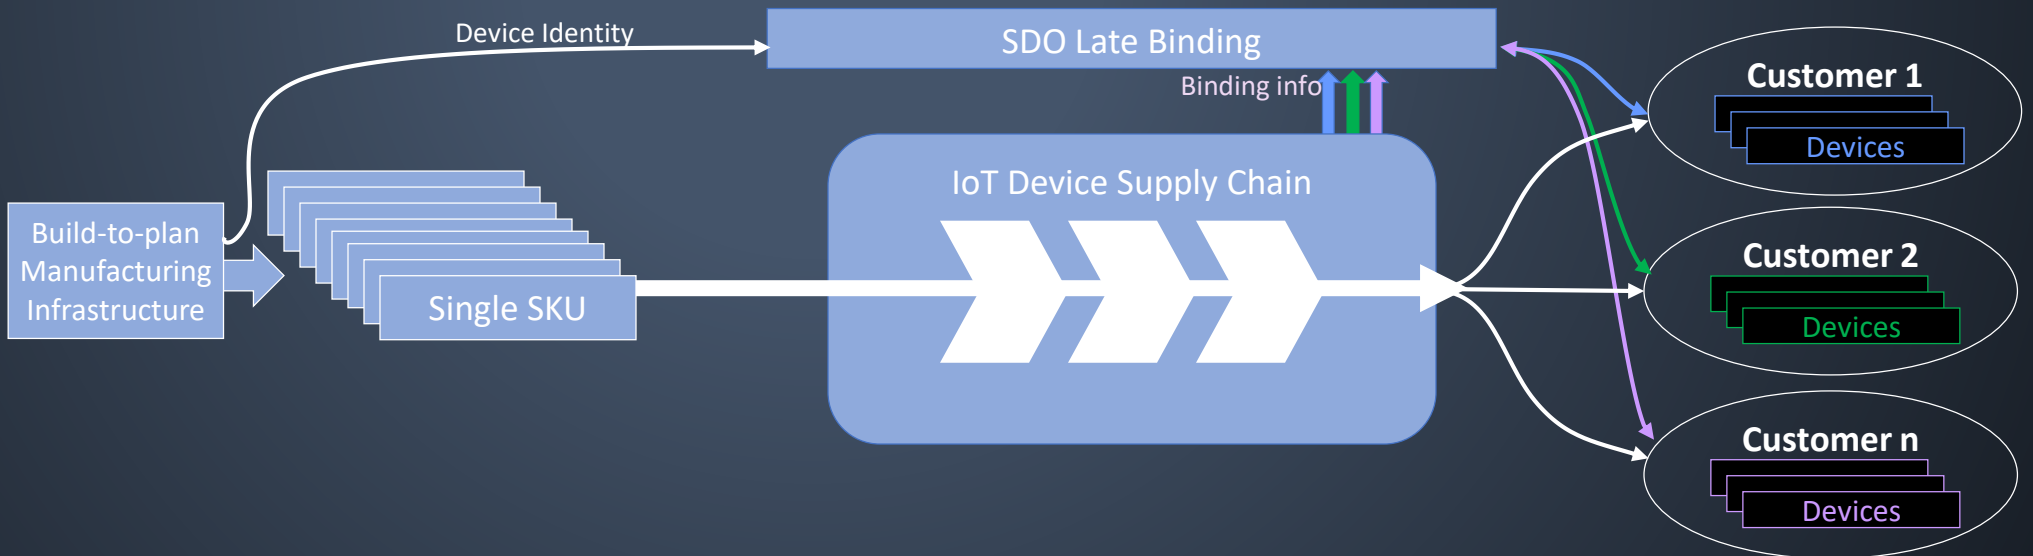 Device Identity
SDO Late Binding
Binding info
Customer 1
Devices
IoT Device Supply Chain
Build-to-plan
Manufacturing
Infrastructure
Single SKU
Customer 2
Devices
Customer n
Devices